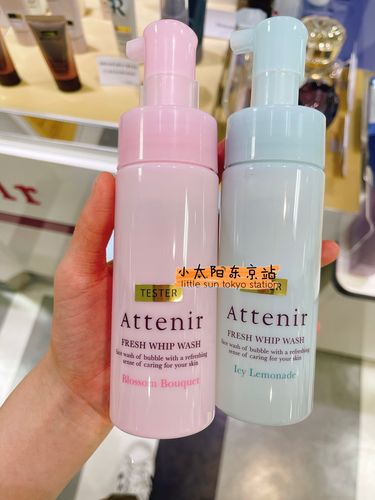 TESTER
Attenir
FRESH WHIP WASH
face wash of bubble with a refreshing
sense of caring for your skin
Blossom Bouquet
小太阳东京站
little sun tokyo station
Attenir
FRESH WHIP WASH
face wash of bubble with a refreshing
sense of caring for your skin
Icy Lemonade